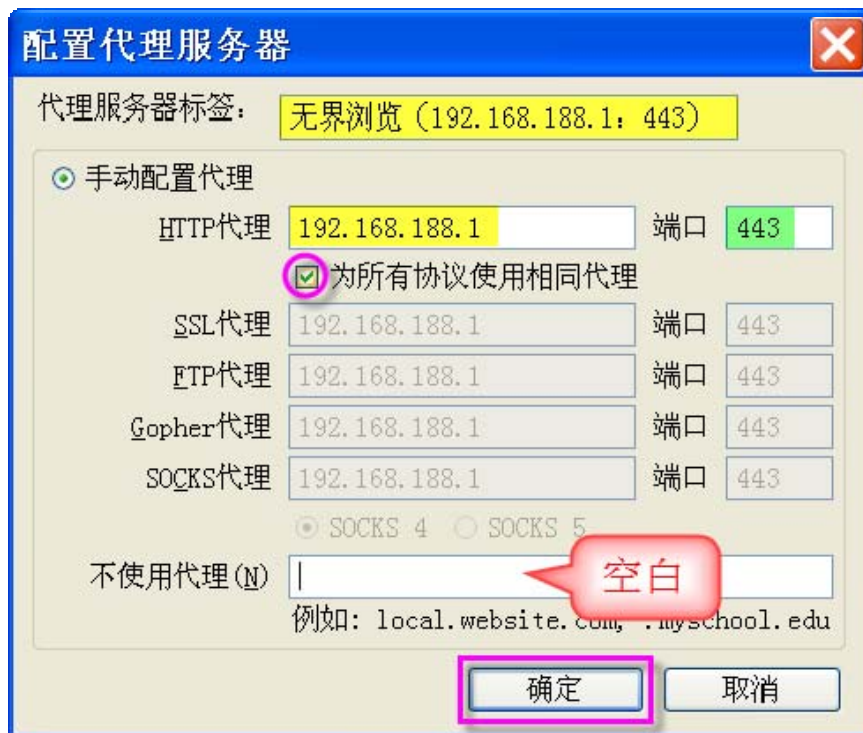 配置代理服务器
代理服务器标签: 无界浏览（192.168.188.1: 443）
手动配置代理
HTTP代理 192.168.188.1 端口 443
为所有协议使用相同代理
SSL代理 192.168.188.1 端口 443
FTP代理 192.168.188.1 端口 443
Gopher代理 192.168.188.1 端口 443
SOCKS代理 192.168.188.1 端口 443
SOCKS 4 SOCKS 5
不使用代理(N) 空白
例如: local.website.com, .myschool.edu
确定 取消